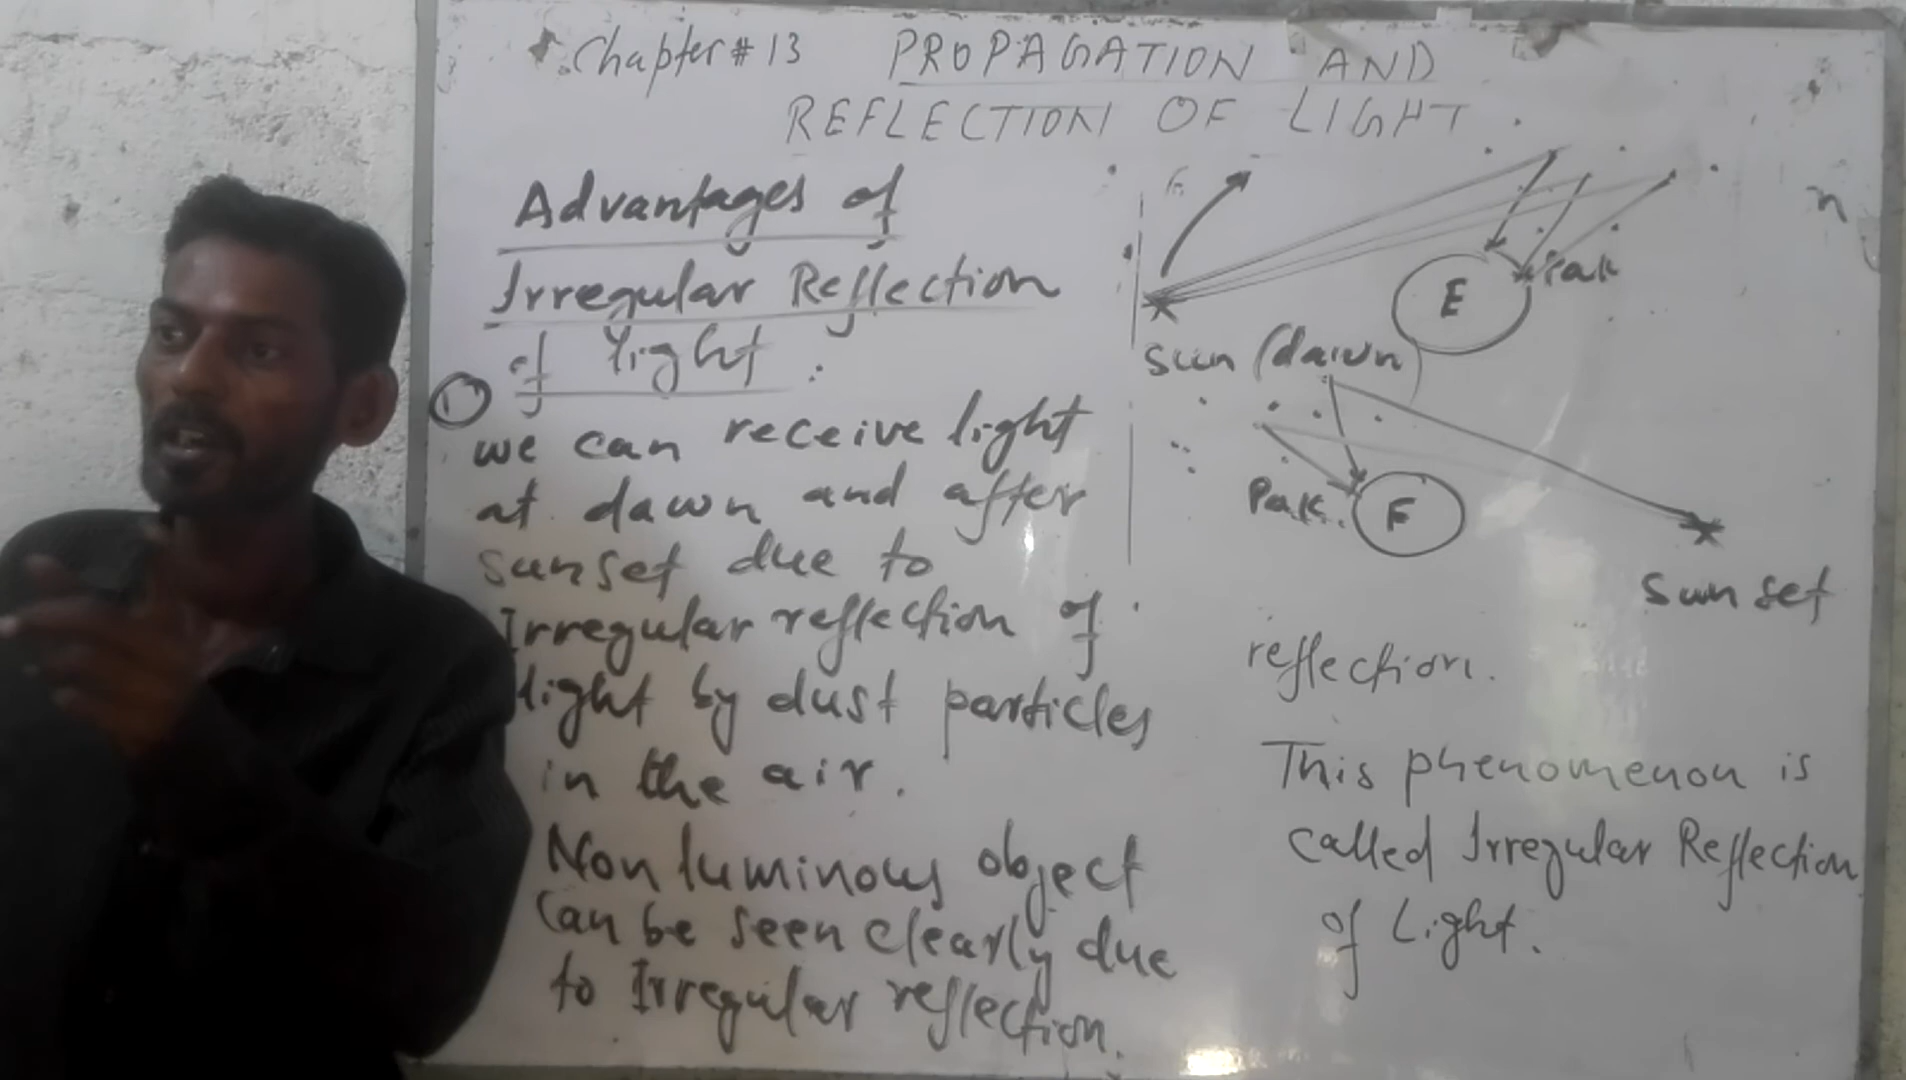 Chapter # 13 PROPAGATION AND
REFLECTION OF LIGHT.
Advantages of
Irregular Reflection
of light :
①
we can receive light
at dawn and after
sunset due to
Irregular reflection of
light by dust particles
in the air.
Non luminous object
Can be seen clearly due
to Irregular reflection.
n
E
Pak
Sun (dawn)
Pak.
E
Sun set
reflection.
This phenomenon is
called Irregular Reflection
of Light.